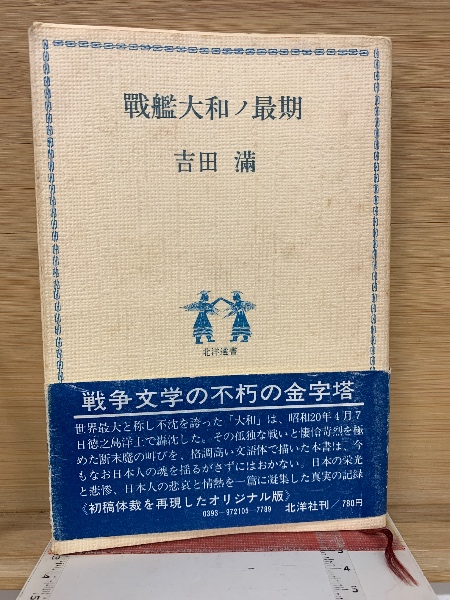 戰艦大和ノ最期
吉田 滿
北洋選書
戦争文学の不朽の金字塔
世界最大と称し不沈を誇った「大和」は、昭和20年4月7
日徳之島洋上で轟沈した。その孤独な戦いと悽愴苛烈を極
めた断末魔の叫びを、格調高い文語体で描いた本書は、今
もなお日本人の魂を揺るがさずにはおかない。日本の栄光
と悲惨、日本人の悲哀と情熱を一篇に凝集した真実の記録
《初稿体裁を再現したオリジナル版》
0393-972105-7789 北洋社刊/780円